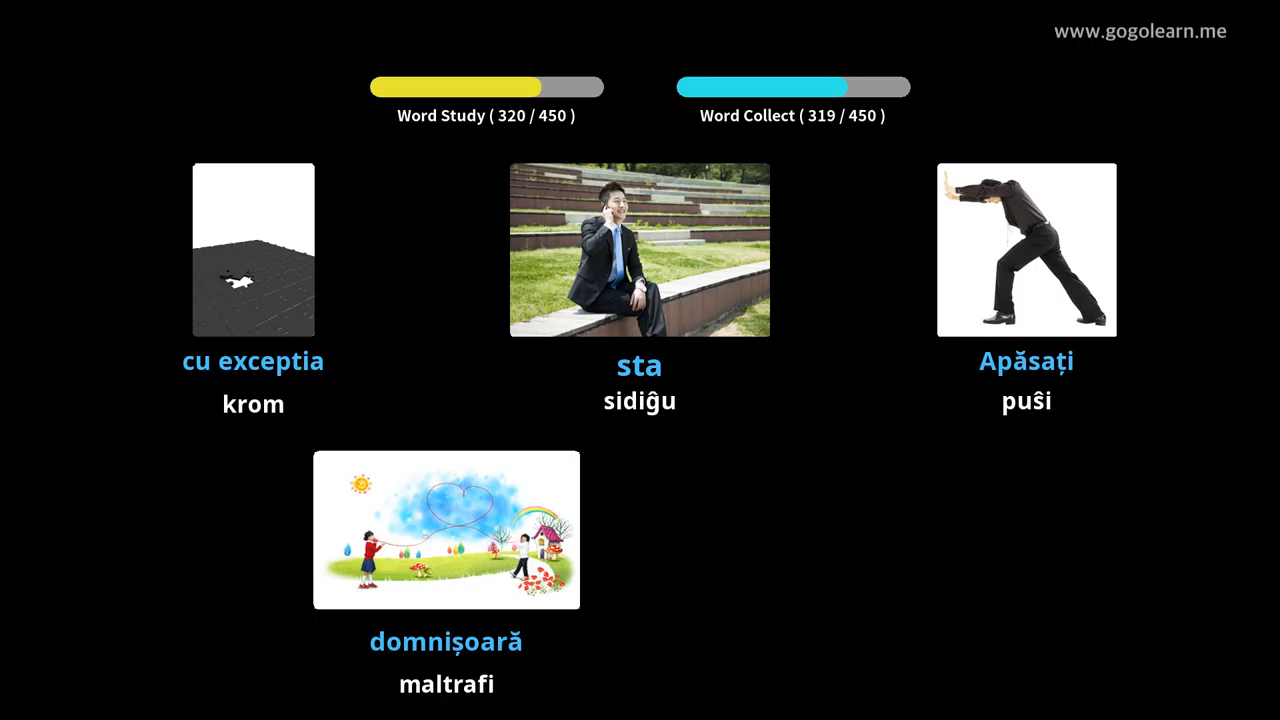 www.gogolearn.me
Word Study ( 320 / 450 )
Word Collect ( 319 / 450 )
cu exceptia
krom
sta
sidiĝu
Apăsați
puŝi
domnișoară
maltrafi